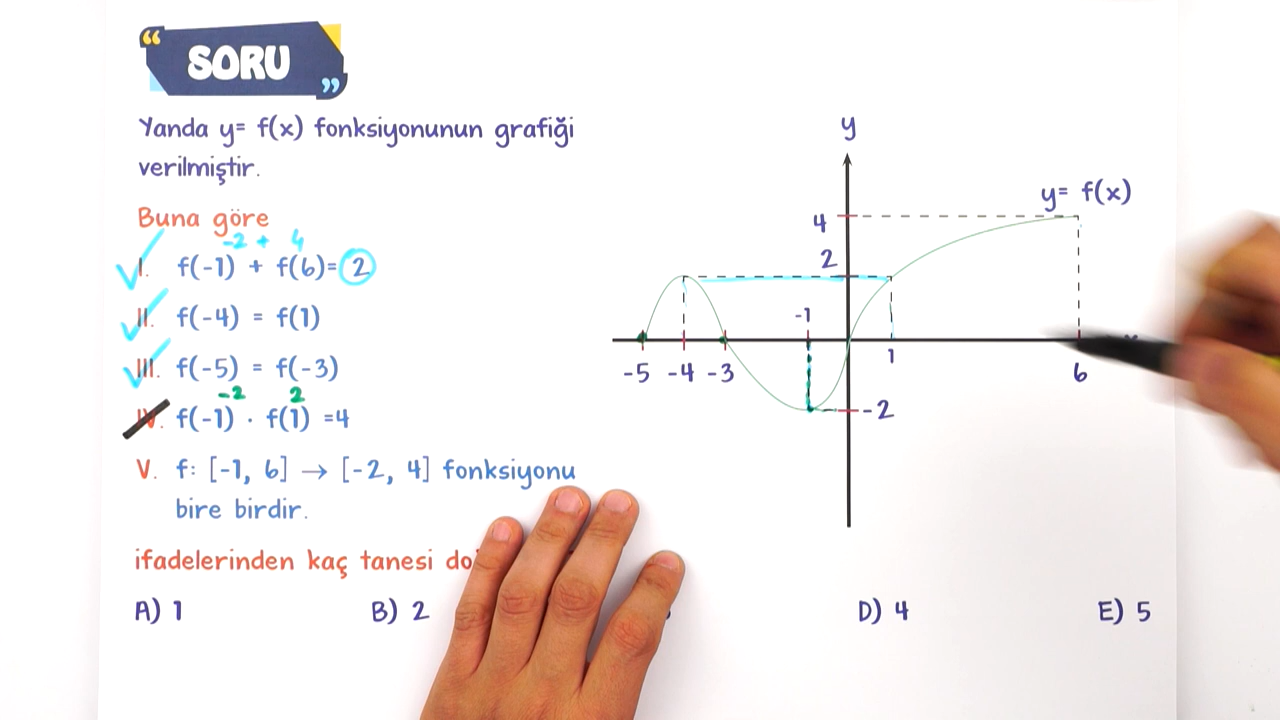 “
SORU
”
Yanda y= f(x) fonksiyonunun grafiği
verilmiştir.
Buna göre
-2 + 4
I. f(-1) + f(6)= 2
II. f(-4) = f(1)
III. f(-5) = f(-3)
-2 2
IV. f(-1) · f(1) =4
V. f: [-1, 6] → [-2, 4] fonksiyonu
bire birdir.
ifadelerinden kaç tanesi
A) 1 B) 2 D) 4 E) 5
y
y= f(x)
4
2
-1
-5 -4 -3 1 6
-2